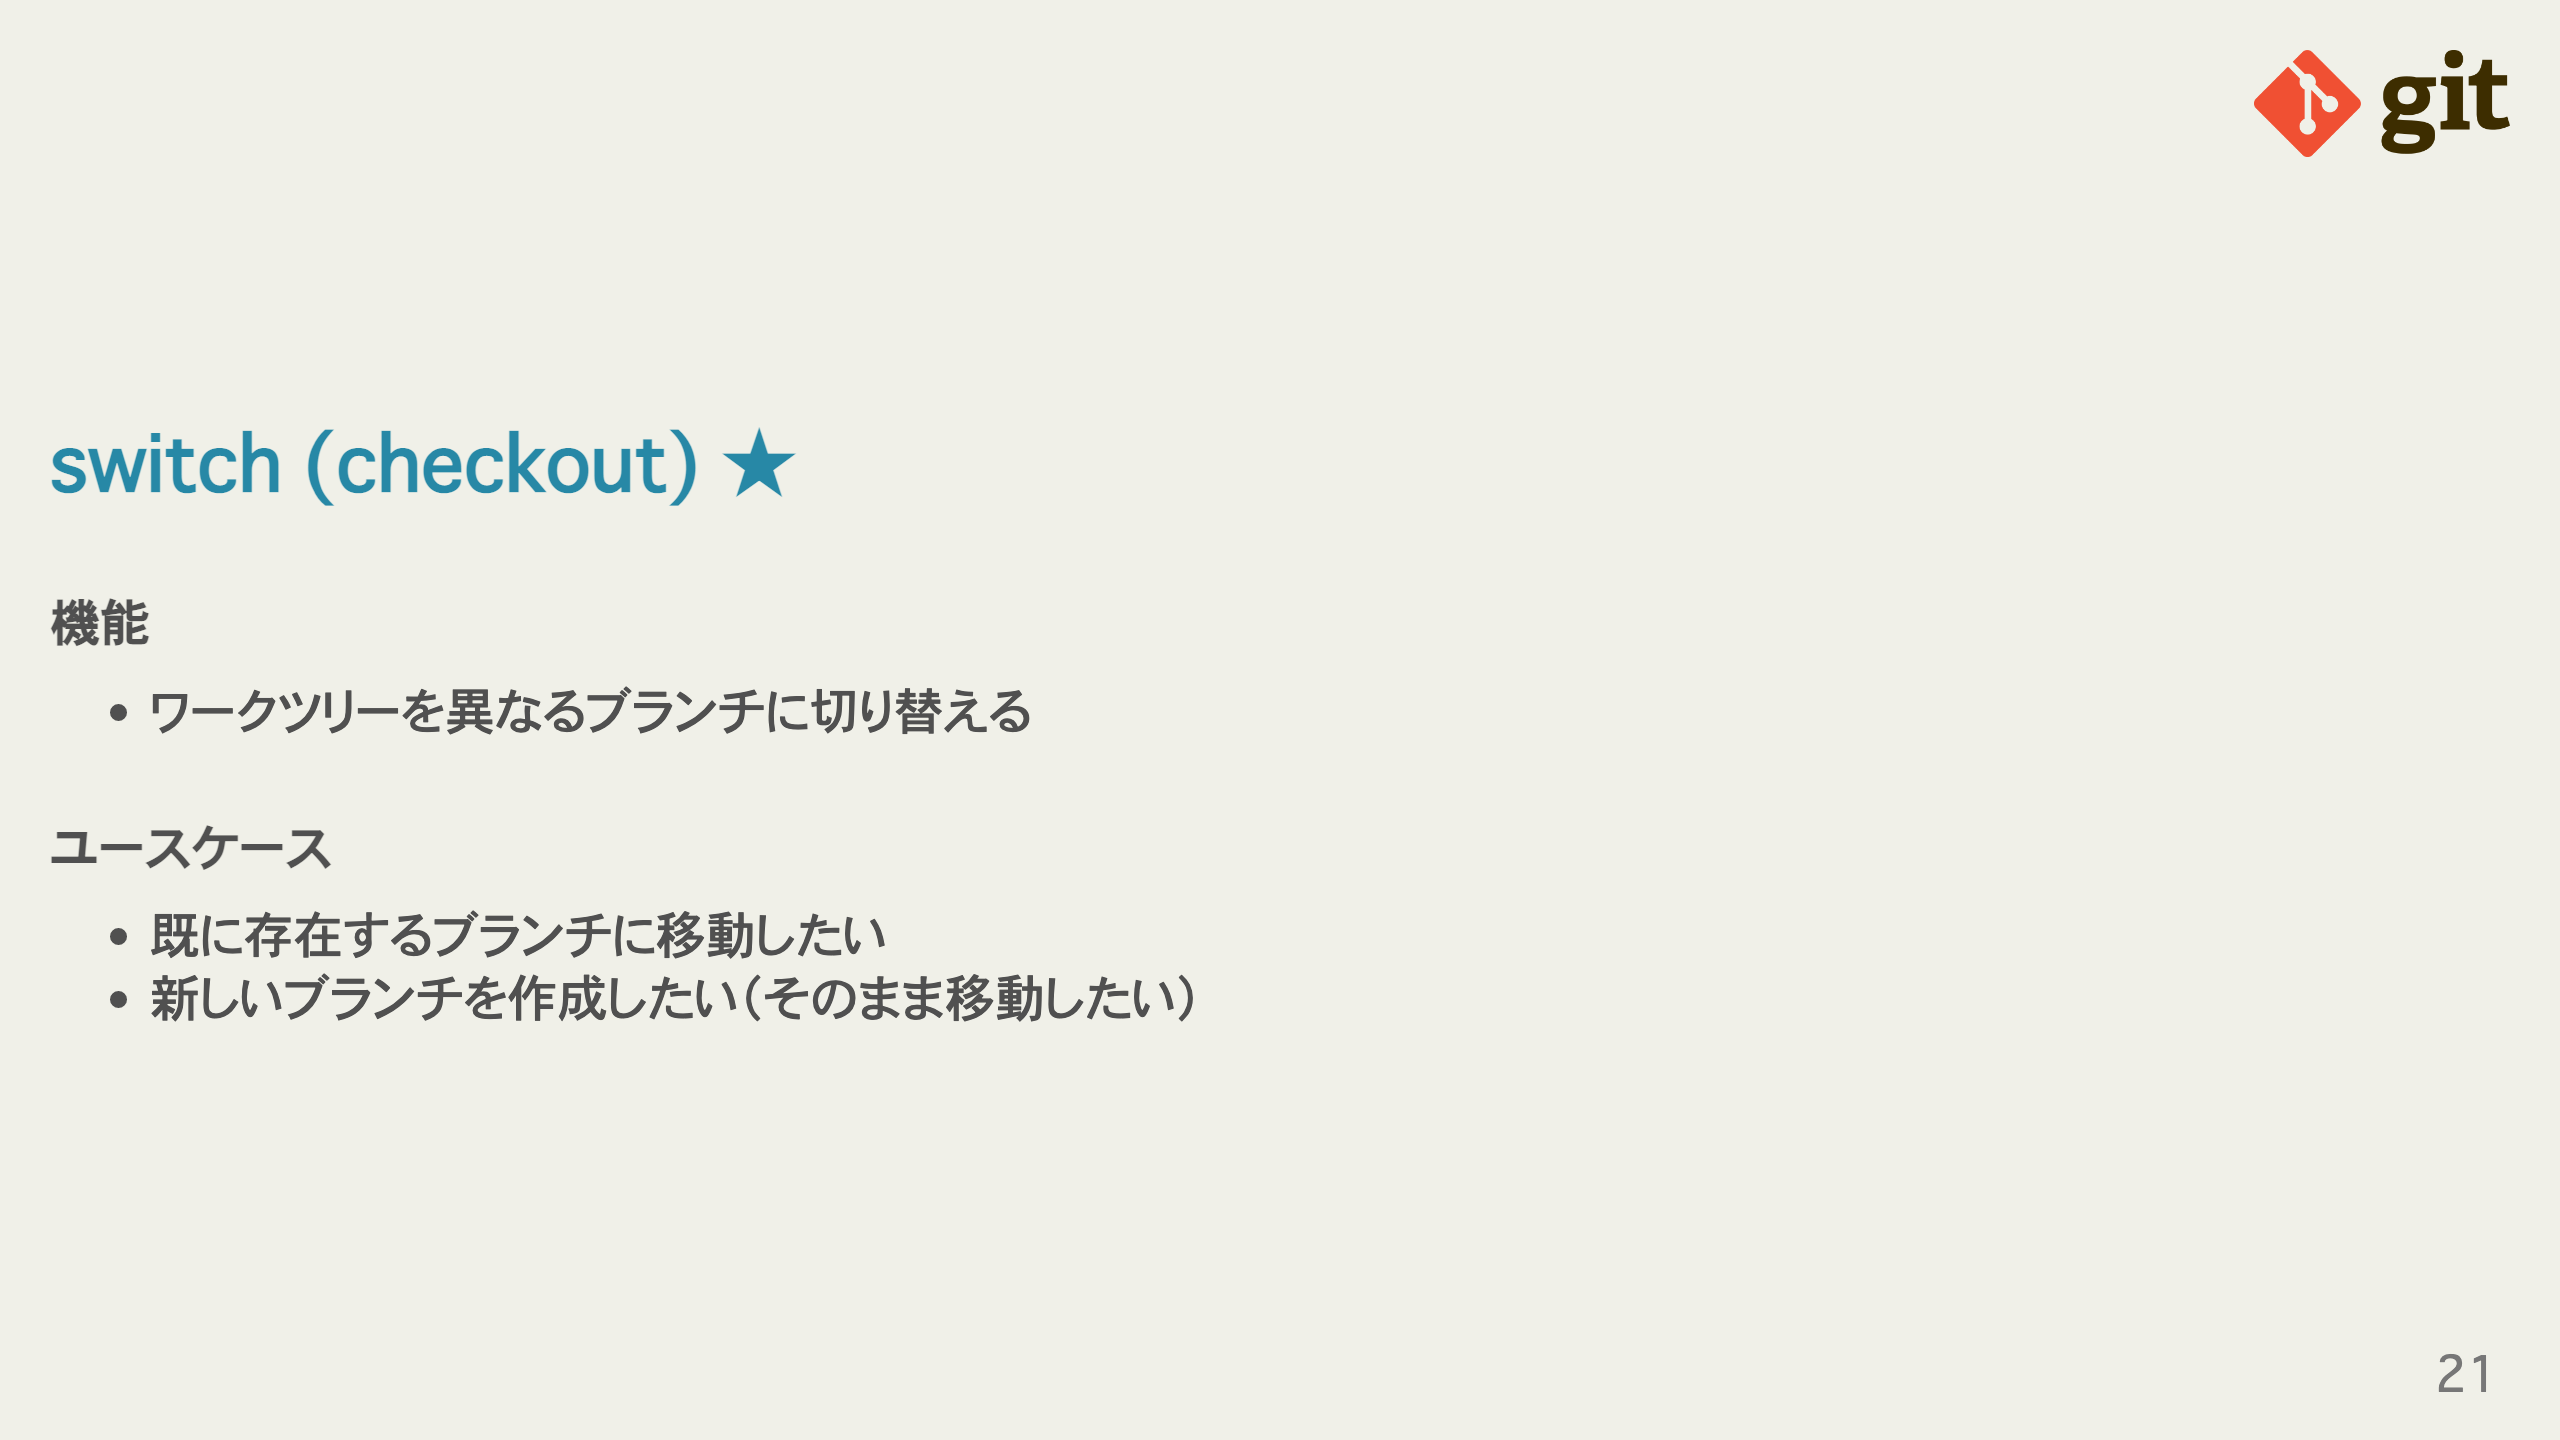 git
switch (checkout) ★
機能
• ワークツリーを異なるブランチに切り替える
ユースケース
• 既に存在するブランチに移動したい
• 新しいブランチを作成したい（そのまま移動したい）
21